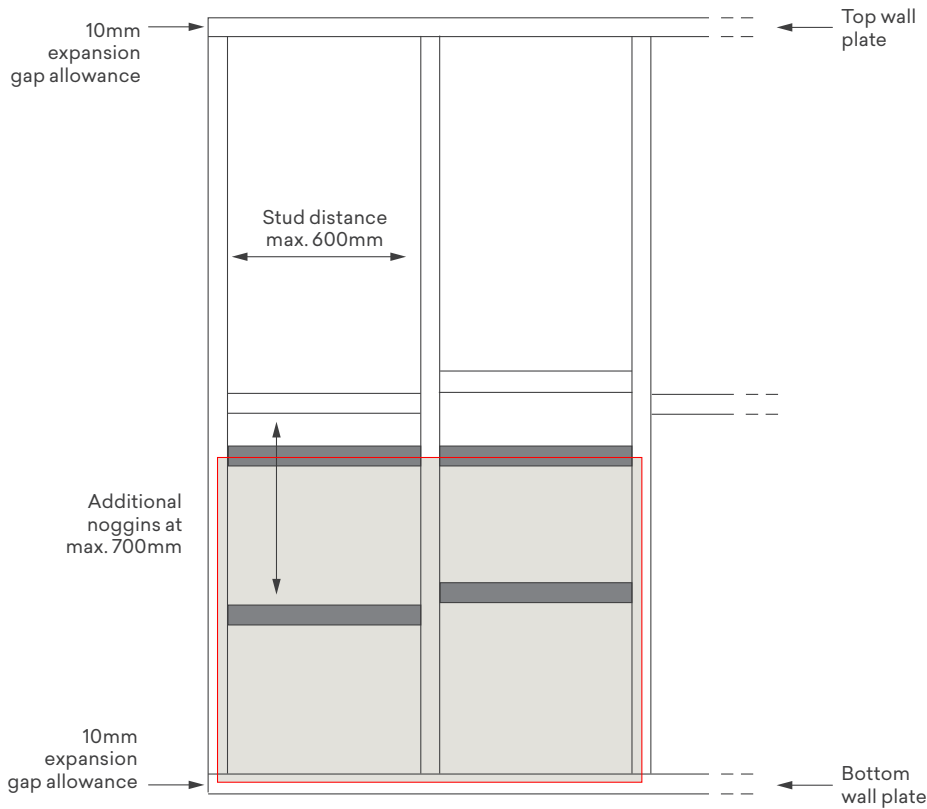 10mm
expansion
gap allowance
Top wall
plate
Stud distance
max. 600mm
Additional
noggins at
max. 700mm
10mm
expansion
gap allowance
Bottom
wall plate